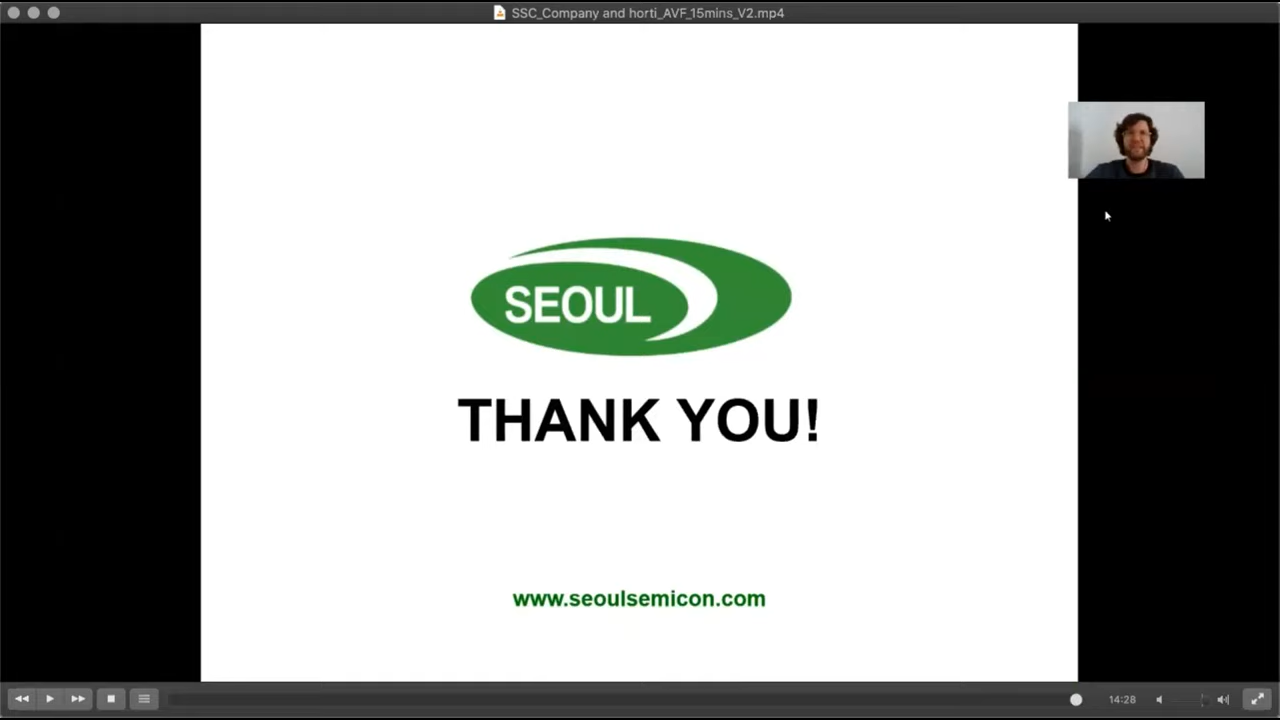 SSC_Company and horti_AVF_15mins_V2.mp4
SEOUL
THANK YOU!
www.seoulsemicon.com
14:28